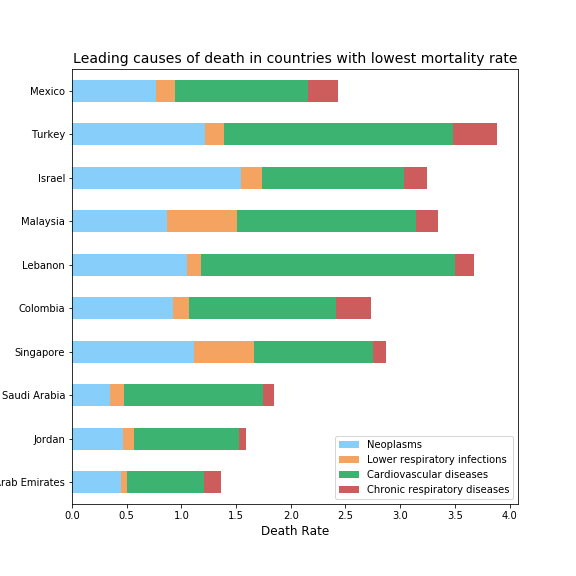 Leading causes of death in countries with lowest mortality rate
Mexico
Turkey
Israel
Malaysia
Lebanon
Colombia
Singapore
Saudi Arabia
Jordan
Emirates
Neoplasms
Lower respiratory infections
Cardiovascular diseases
Chronic respiratory diseases
0.0 0.5 1.0 1.5 2.0 2.5 3.0 3.5 4.0
Death Rate